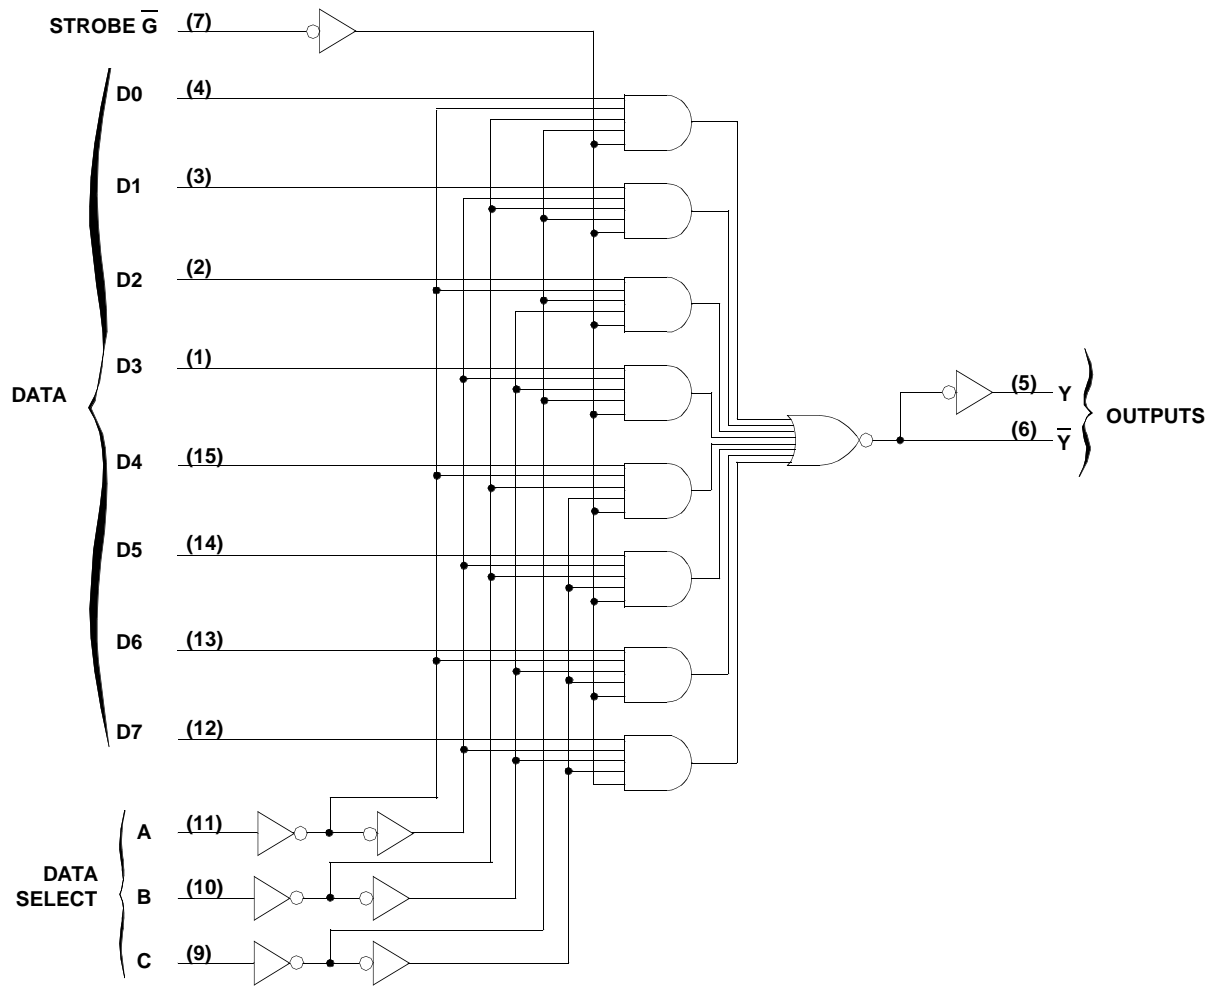 STROBE G̅ (7)
D0 (4)
D1 (3)
D2 (2)
D3 (1)
DATA
D4 (15)
D5 (14)
D6 (13)
D7 (12)
(5) Y
(6) Y̅
OUTPUTS
A (11)
DATA
SELECT
B (10)
C (9)